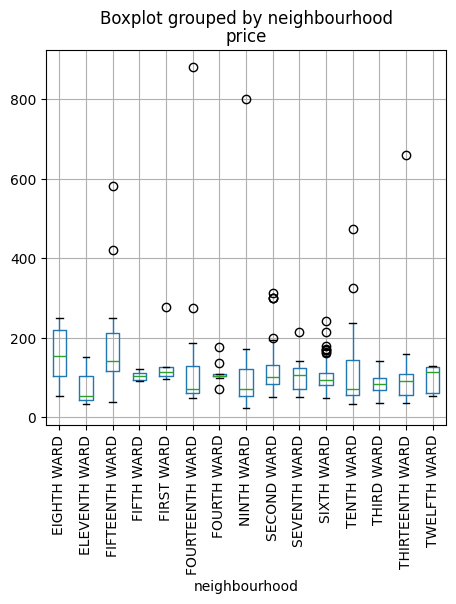 Boxplot grouped by neighbourhood
price
800
600
400
200
0
EIGHTH WARD
ELEVENTH WARD
FIFTEENTH WARD
FIFTH WARD
FIRST WARD
FOURTEENTH WARD
FOURTH WARD
NINTH WARD
SECOND WARD
SEVENTH WARD
SIXTH WARD
TENTH WARD
THIRD WARD
THIRTEENTH WARD
TWELFTH WARD
neighbourhood